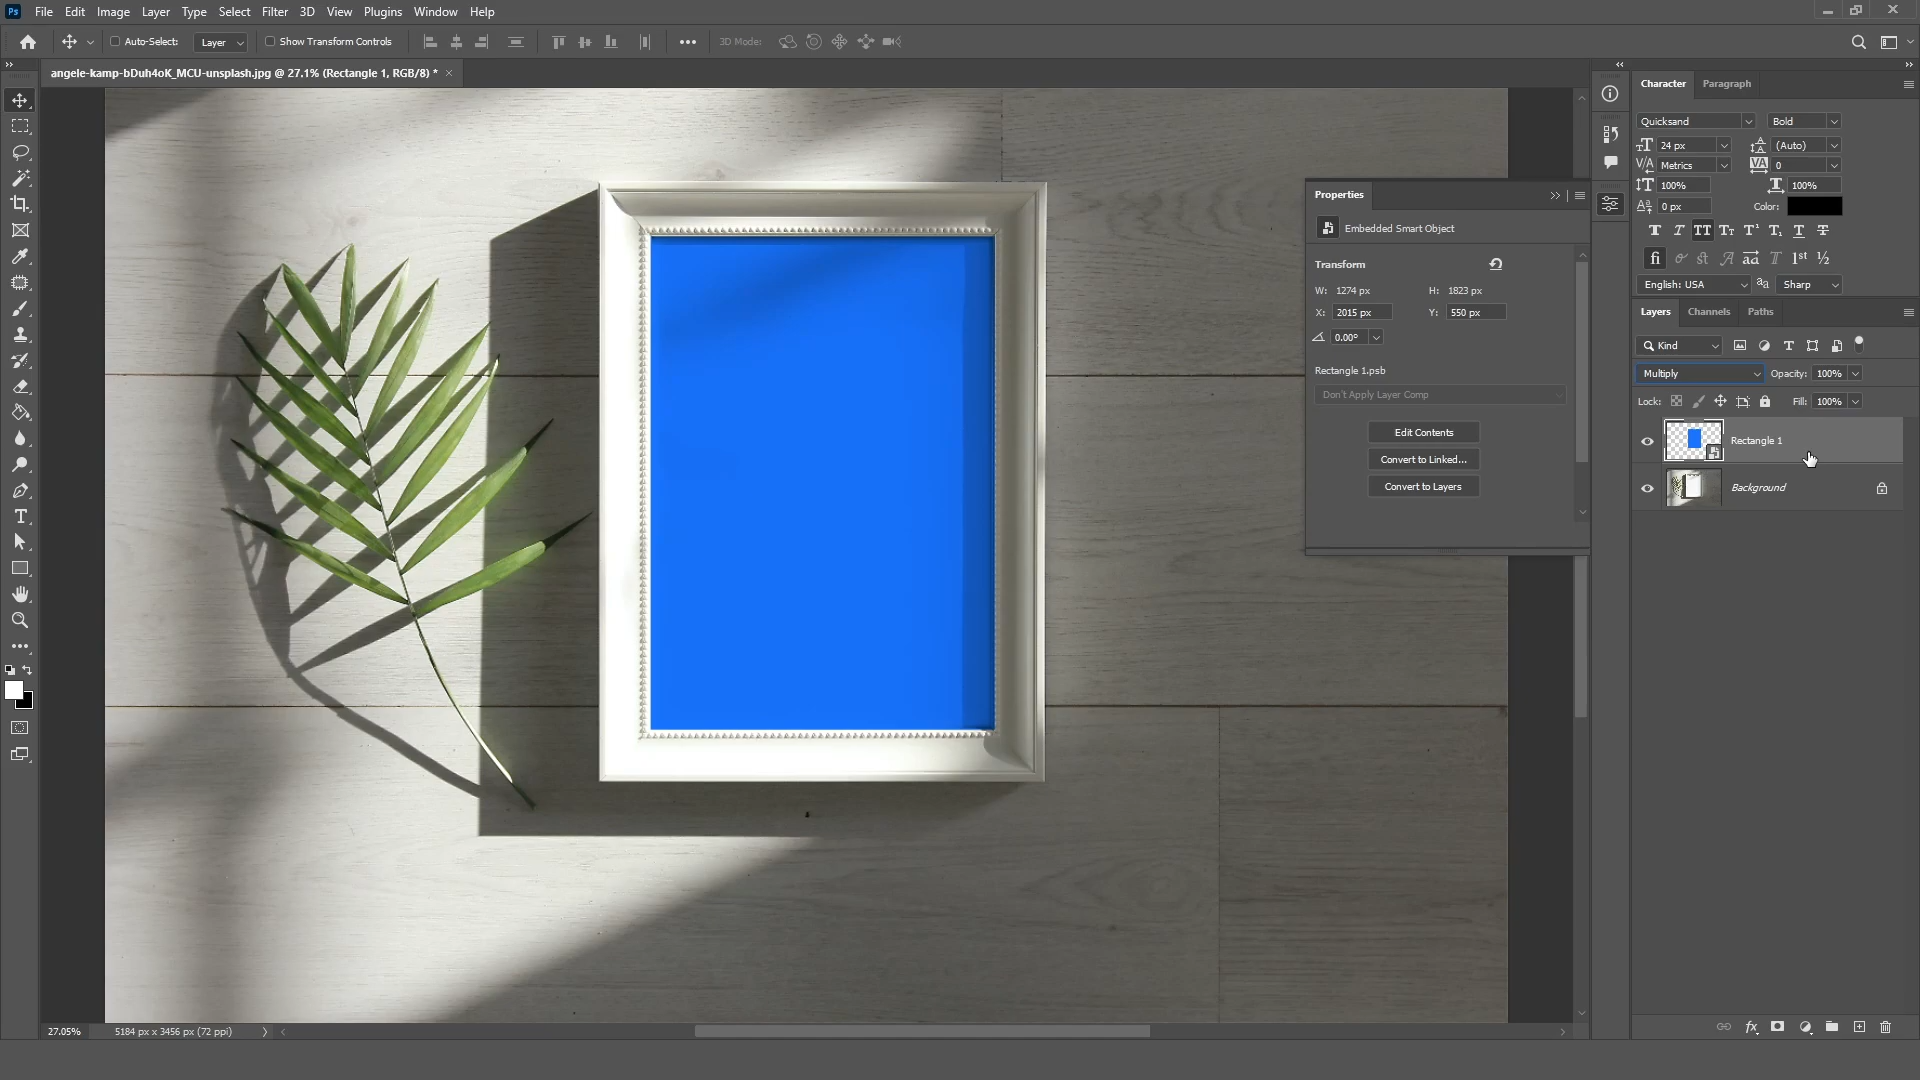 Ps File Edit Image Layer Type Select Filter 3D View Plugins Window Help
Auto-Select: Layer Show Transform Controls 3D Mode:
angele-kamp-bDuh4oK_MCU-unsplash.jpg @ 27.1% (Rectangle 1, RGB/8) *
Character Paragraph
Quicksand Bold
24 px (Auto)
Metrics 0
100% 100%
0 px Color:
English: USA Sharp
Properties
Embedded Smart Object
Transform
W: 1274 px H: 1823 px
X: 2015 px Y: 550 px
0.00°
Rectangle 1.psb
Don't Apply Layer Comp
Edit Contents
Convert to Linked...
Convert to Layers
Layers Channels Paths
Kind
Multiply Opacity: 100%
Lock: Fill: 100%
Rectangle 1
Background
27.05% 5184 px x 3456 px (72 ppi)